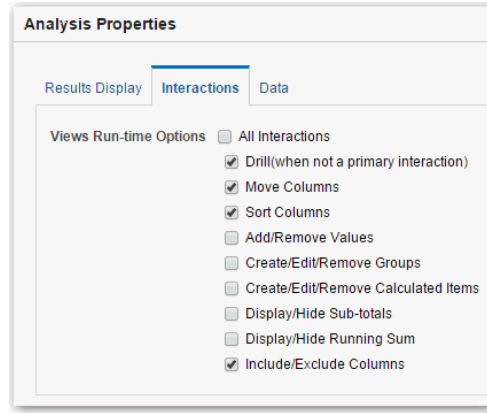 Analysis Properties
Results Display Interactions Data
Views Run-time Options All Interactions
Drill(when not a primary interaction)
Move Columns
Sort Columns
Add/Remove Values
Create/Edit/Remove Groups
Create/Edit/Remove Calculated Items
Display/Hide Sub-totals
Display/Hide Running Sum
Include/Exclude Columns